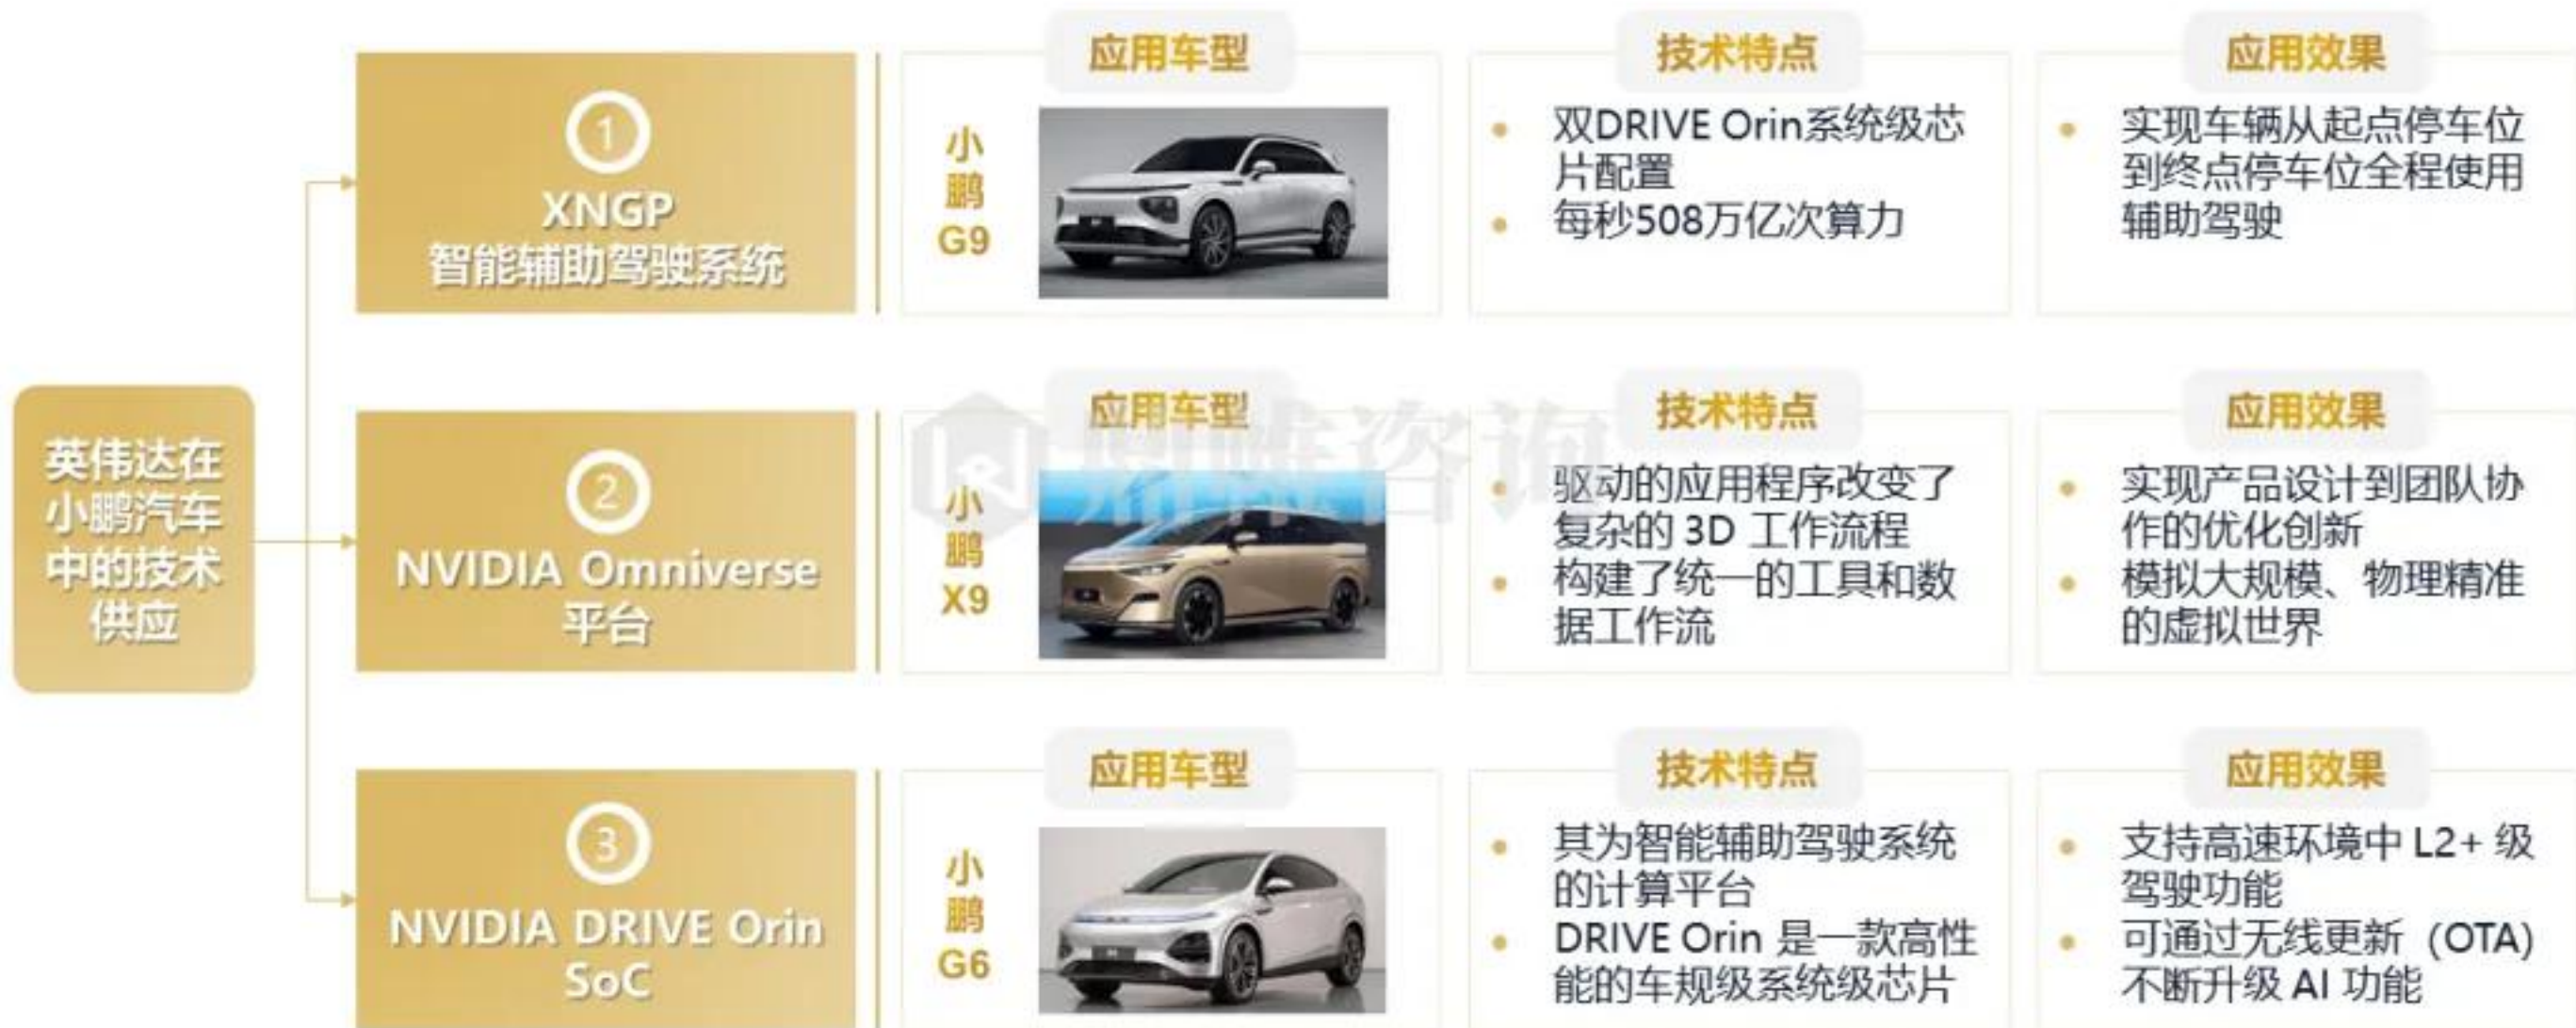 英伟达在
小鹏汽车
中的技术
供应
1
XNGP
智能辅助驾驶系统
应用车型
小
鹏
G9
技术特点
双DRIVE Orin系统级芯
片配置
每秒508万亿次算力
应用效果
实现车辆从起点停车位
到终点停车位全程使用
辅助驾驶
2
NVIDIA Omniverse
平台
应用车型
小
鹏
X9
技术特点
驱动的应用程序改变了
复杂的 3D 工作流程
构建了统一的工具和数
据工作流
应用效果
实现产品设计到团队协
作的优化创新
模拟大规模、物理精准
的虚拟世界
3
NVIDIA DRIVE Orin
SoC
应用车型
小
鹏
G6
技术特点
其为智能辅助驾驶系统
的计算平台
DRIVE Orin 是一款高性
能的车规级系统级芯片
应用效果
支持高速环境中 L2+ 级
驾驶功能
可通过无线更新 (OTA)
不断升级 AI 功能
咨询